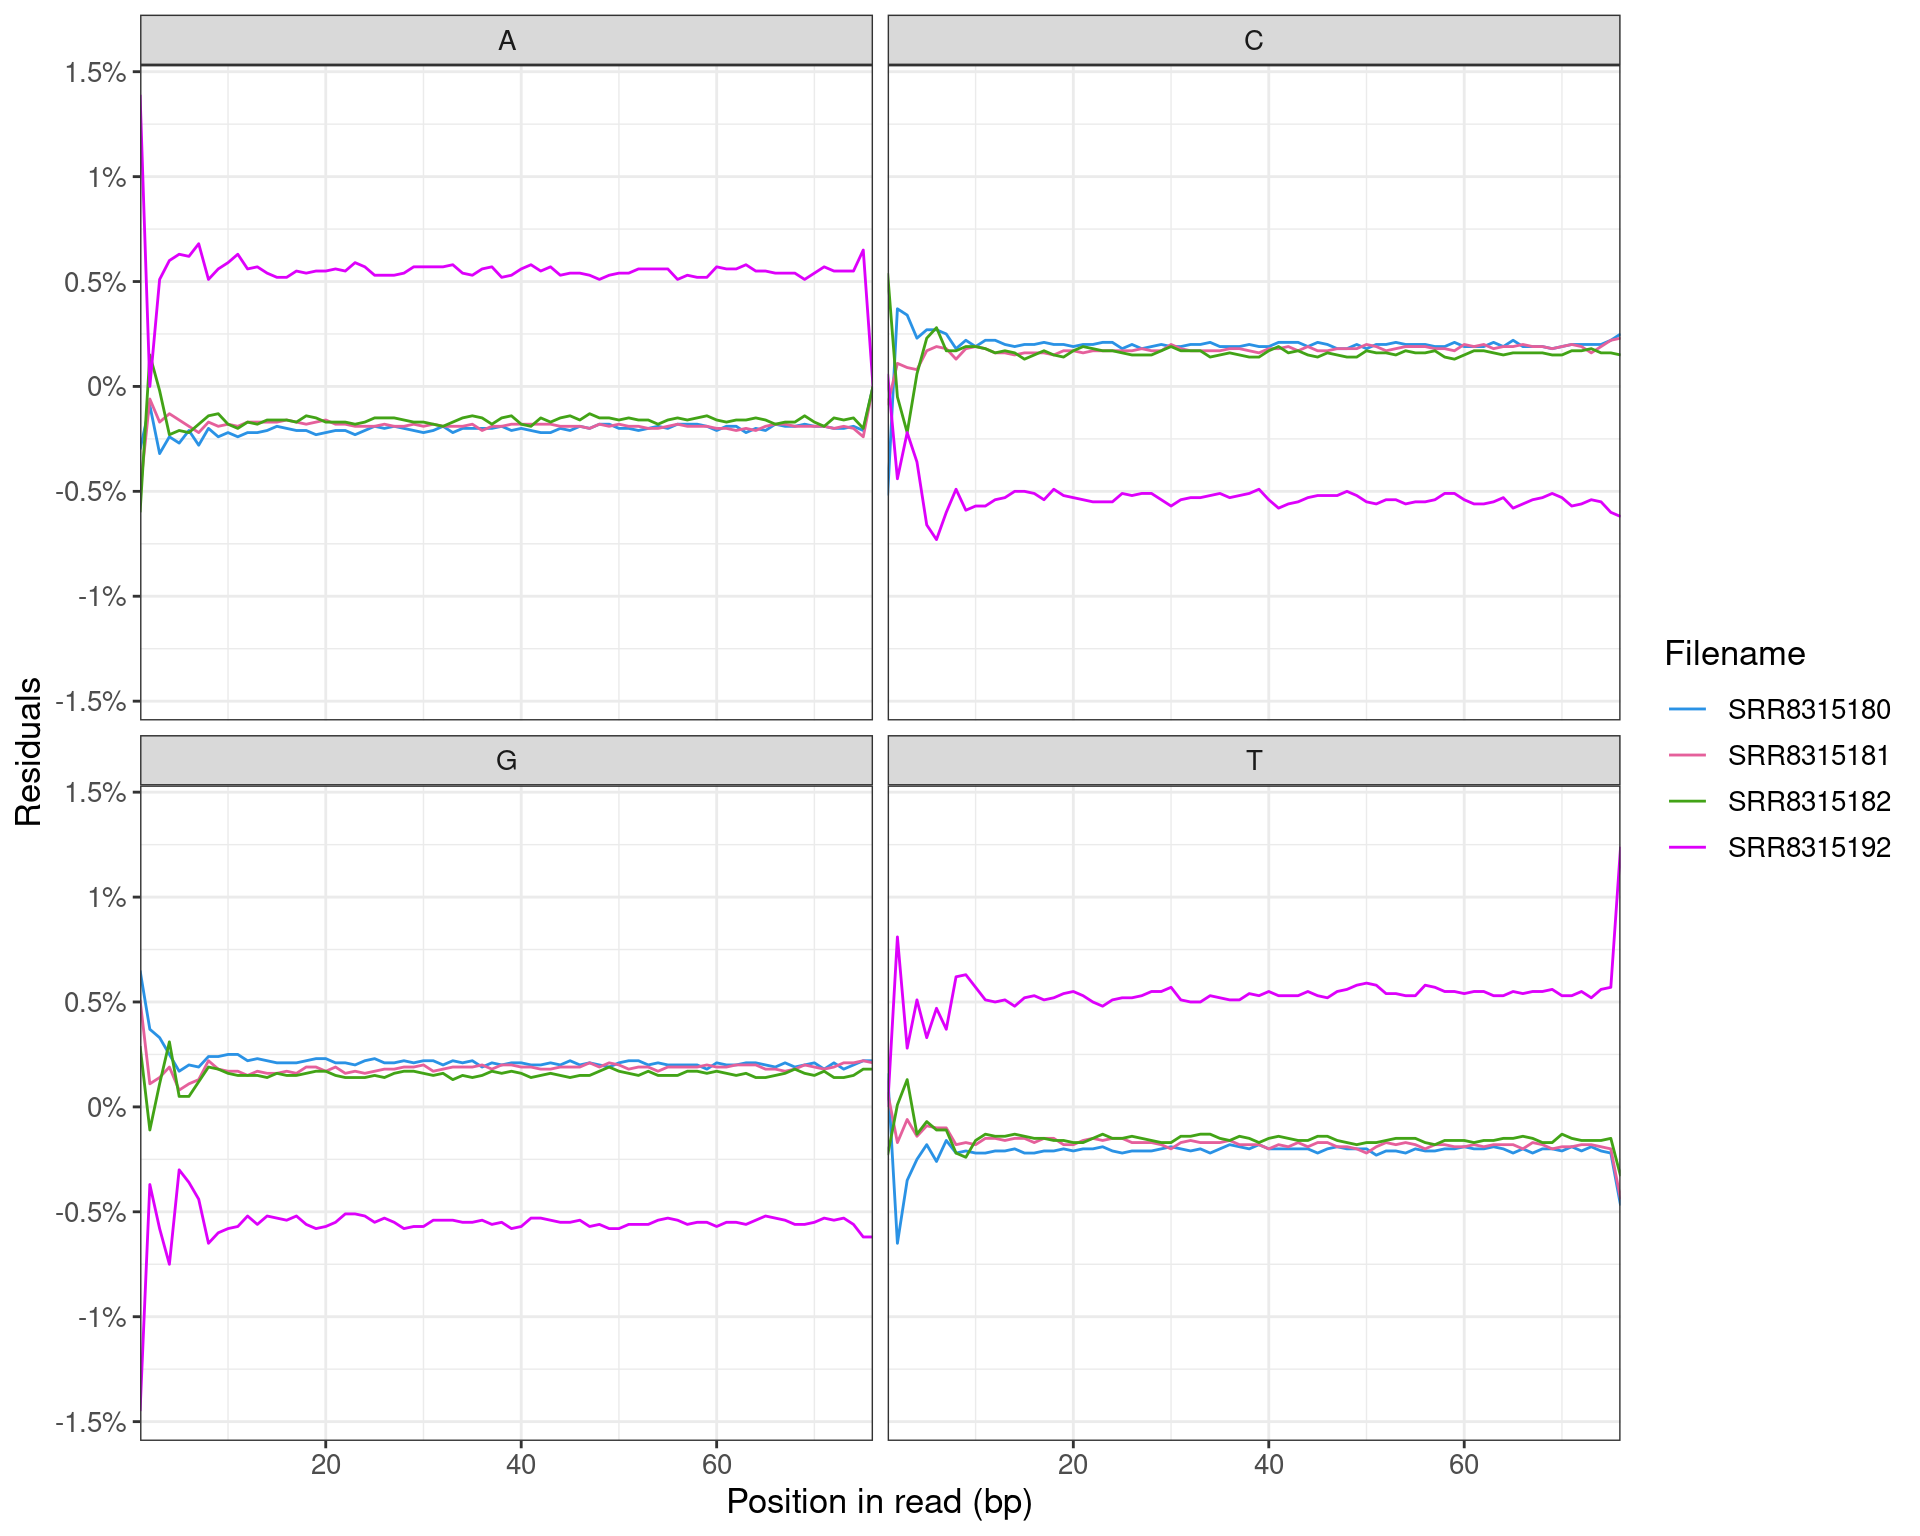 A
C
1.5%
1%
0.5%
0%
-0.5%
-1%
-1.5%
G
T
1.5%
1%
0.5%
0%
-0.5%
-1%
-1.5%
20
40
60
20
40
60
Position in read (bp)
Residuals
Filename
SRR8315180
SRR8315181
SRR8315182
SRR8315192